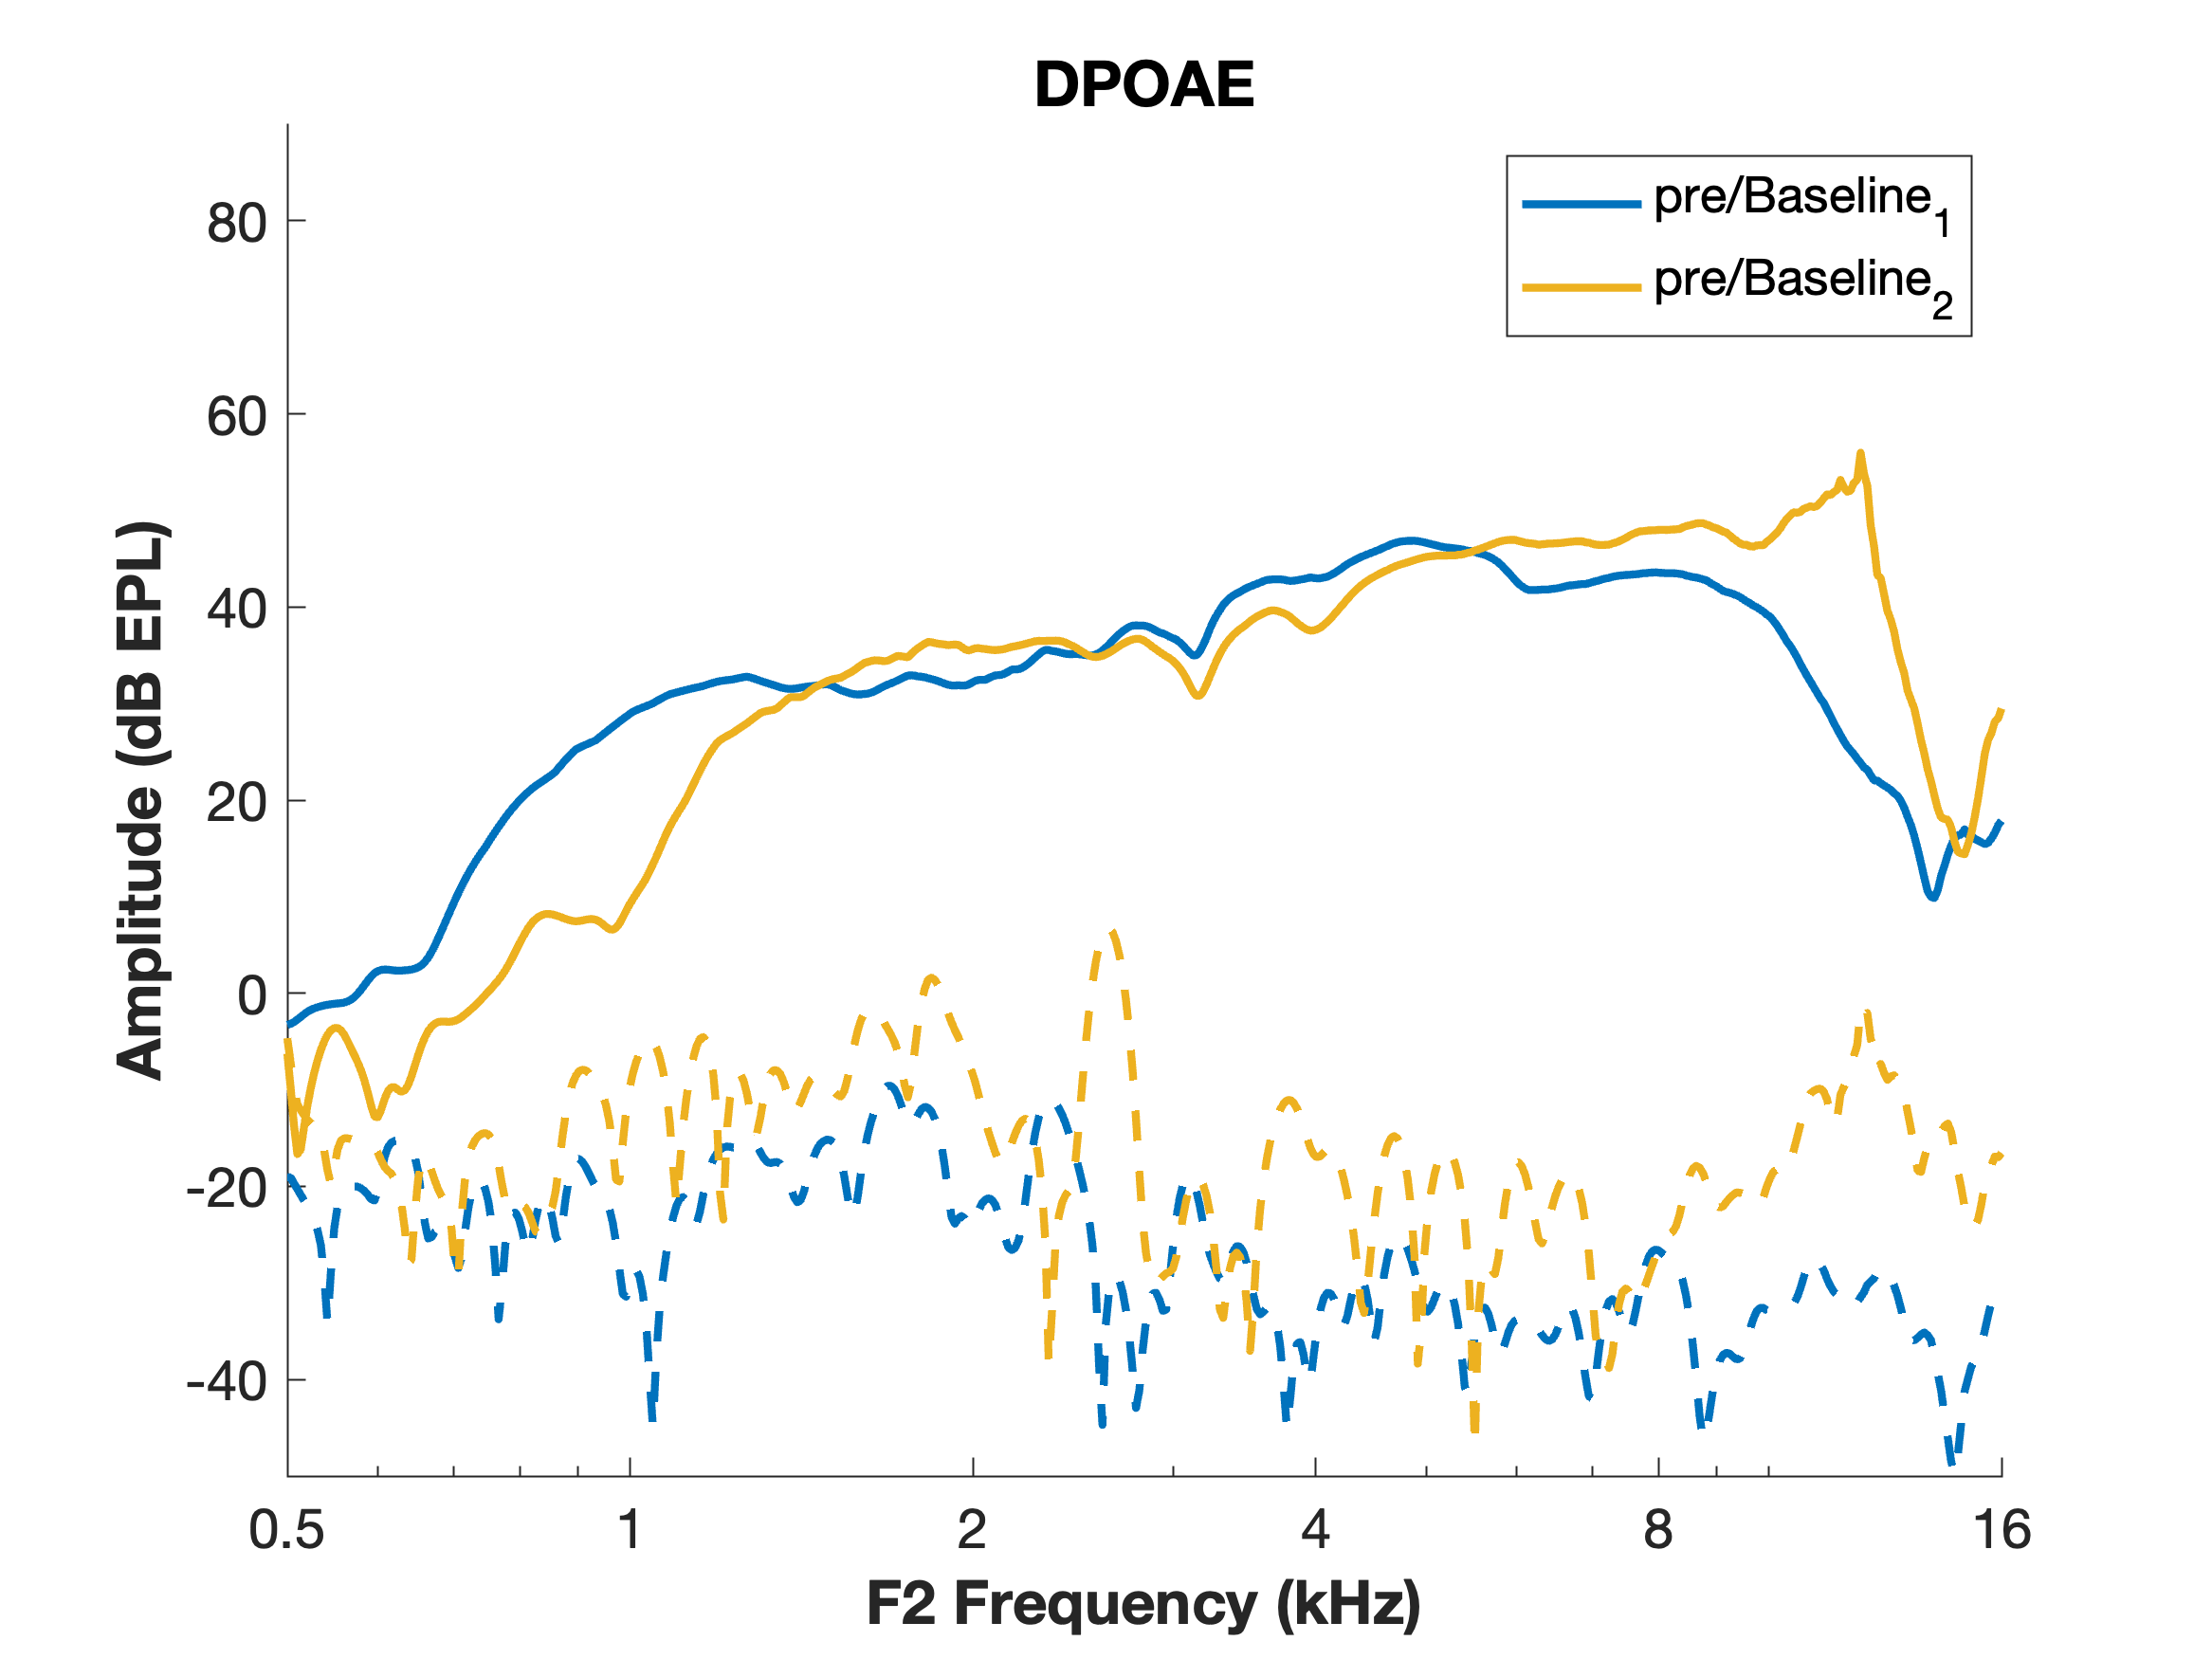 DPOAE
pre/Baseline1
pre/Baseline2
Amplitude (dB EPL)
80
60
40
20
0
-20
-40
0.5 1 2 4 8 16
F2 Frequency (kHz)